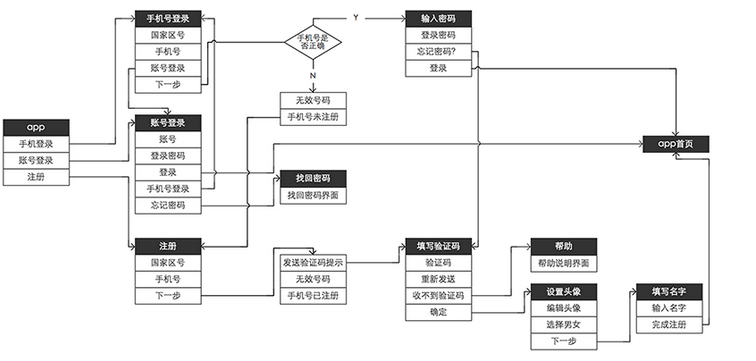 app
手机登录
账号登录
注册
手机号登录
国家区号
手机号
账号登录
下一步
账号登录
账号
登录密码
登录
手机号登录
忘记密码
注册
国家区号
手机号
下一步
手机号是
否正确
Y
N
无效号码
手机号未注册
找回密码
找回密码界面
发送验证码提示
无效号码
手机号已注册
输入密码
登录密码
忘记密码?
登录
填写验证码
验证码
重新发送
收不到验证码
确定
帮助
帮助说明界面
设置头像
编辑头像
选择男女
下一步
填写名字
输入名字
完成注册
app首页